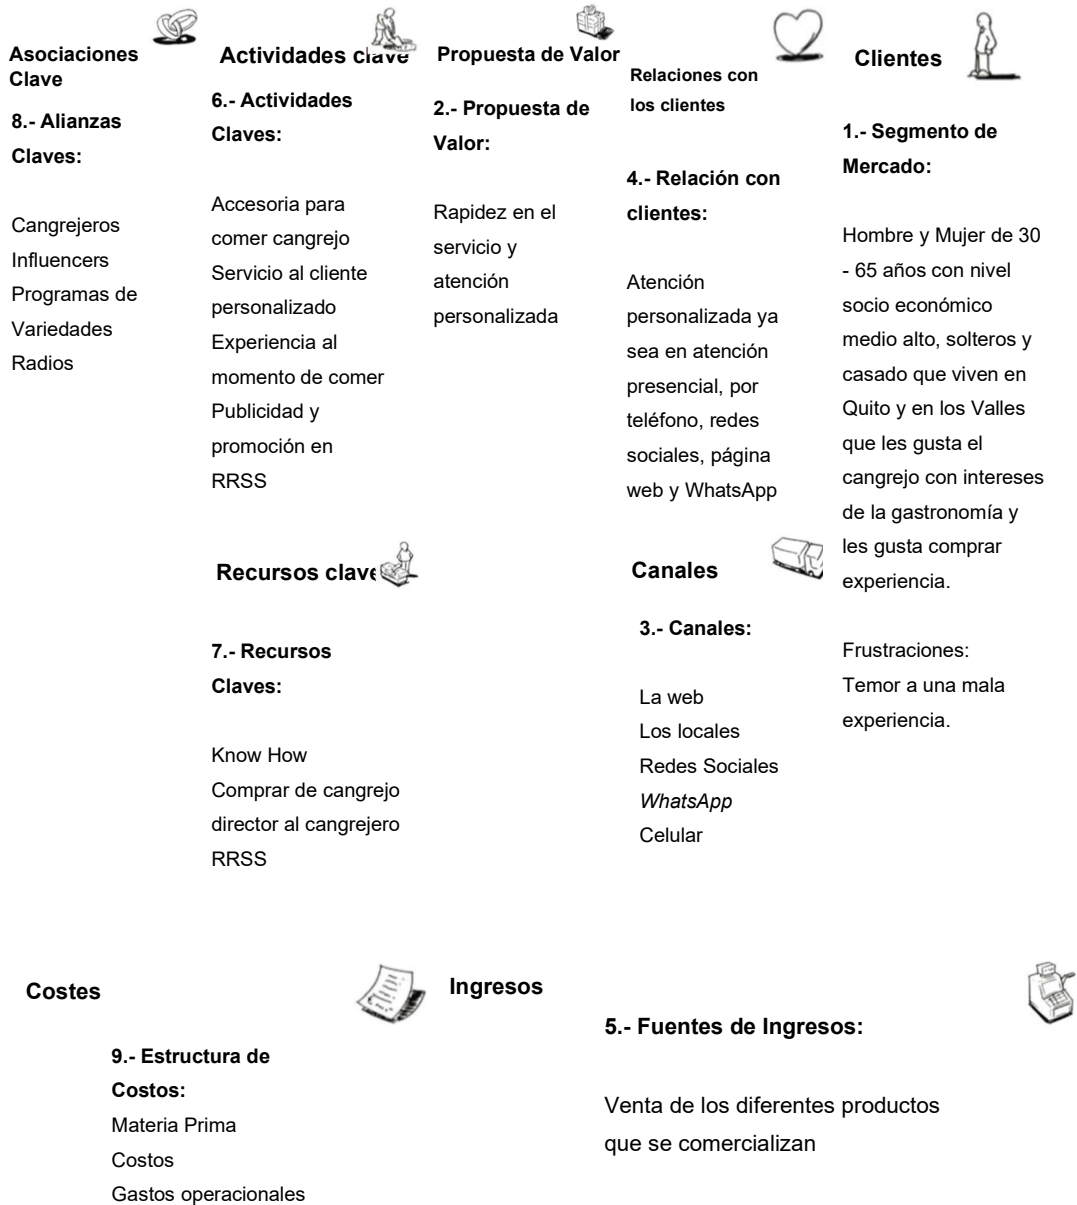 Asociaciones
Clave
8.- Alianzas
Claves:
Cangrejeros
Influencers
Programas de
Variedades
Radios
Actividades clave
6.- Actividades
Claves:
Accesoria para
comer cangrejo
Servicio al cliente
personalizado
Experiencia al
momento de comer
Publicidad y
promoción en
RRSS
Recursos clave
7.- Recursos
Claves:
Know How
Comprar de cangrejo
director al cangrejero
RRSS
Propuesta de Valor
2.- Propuesta de
Valor:
Rapidez en el
servicio y
atención
personalizada
Relaciones con
los clientes
4.- Relación con
clientes:
Atención
personalizada ya
sea en atención
presencial, por
teléfono, redes
sociales, página
web y WhatsApp
Canales
3.- Canales:
La web
Los locales
Redes Sociales
WhatsApp
Celular
Clientes
1.- Segmento de
Mercado:
Hombre y Mujer de 30
- 65 años con nivel
socio económico
medio alto, solteros y
casado que viven en
Quito y en los Valles
que les gusta el
cangrejo con intereses
de la gastronomía y
les gusta comprar
experiencia.
Frustraciones:
Temor a una mala
experiencia.
Costes
9.- Estructura de
Costos:
Materia Prima
Costos
Gastos operacionales
Ingresos
5.- Fuentes de Ingresos:
Venta de los diferentes productos
que se comercializan